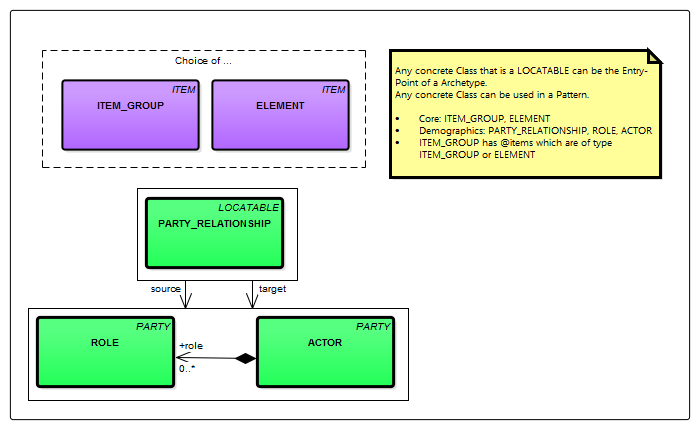 Choice of ...
ITEM
ITEM_GROUP
ITEM
ELEMENT
Any concrete Class that is a LOCATABLE can be the Entry-
Point of a Archetype.
Any concrete Class can be used in a Pattern.
• Core: ITEM_GROUP, ELEMENT
• Demographics: PARTY_RELATIONSHIP, ROLE, ACTOR
• ITEM_GROUP has @items which are of type
ITEM_GROUP or ELEMENT
LOCATABLE
PARTY_RELATIONSHIP
source
target
PARTY
ROLE
+role
0..*
PARTY
ACTOR